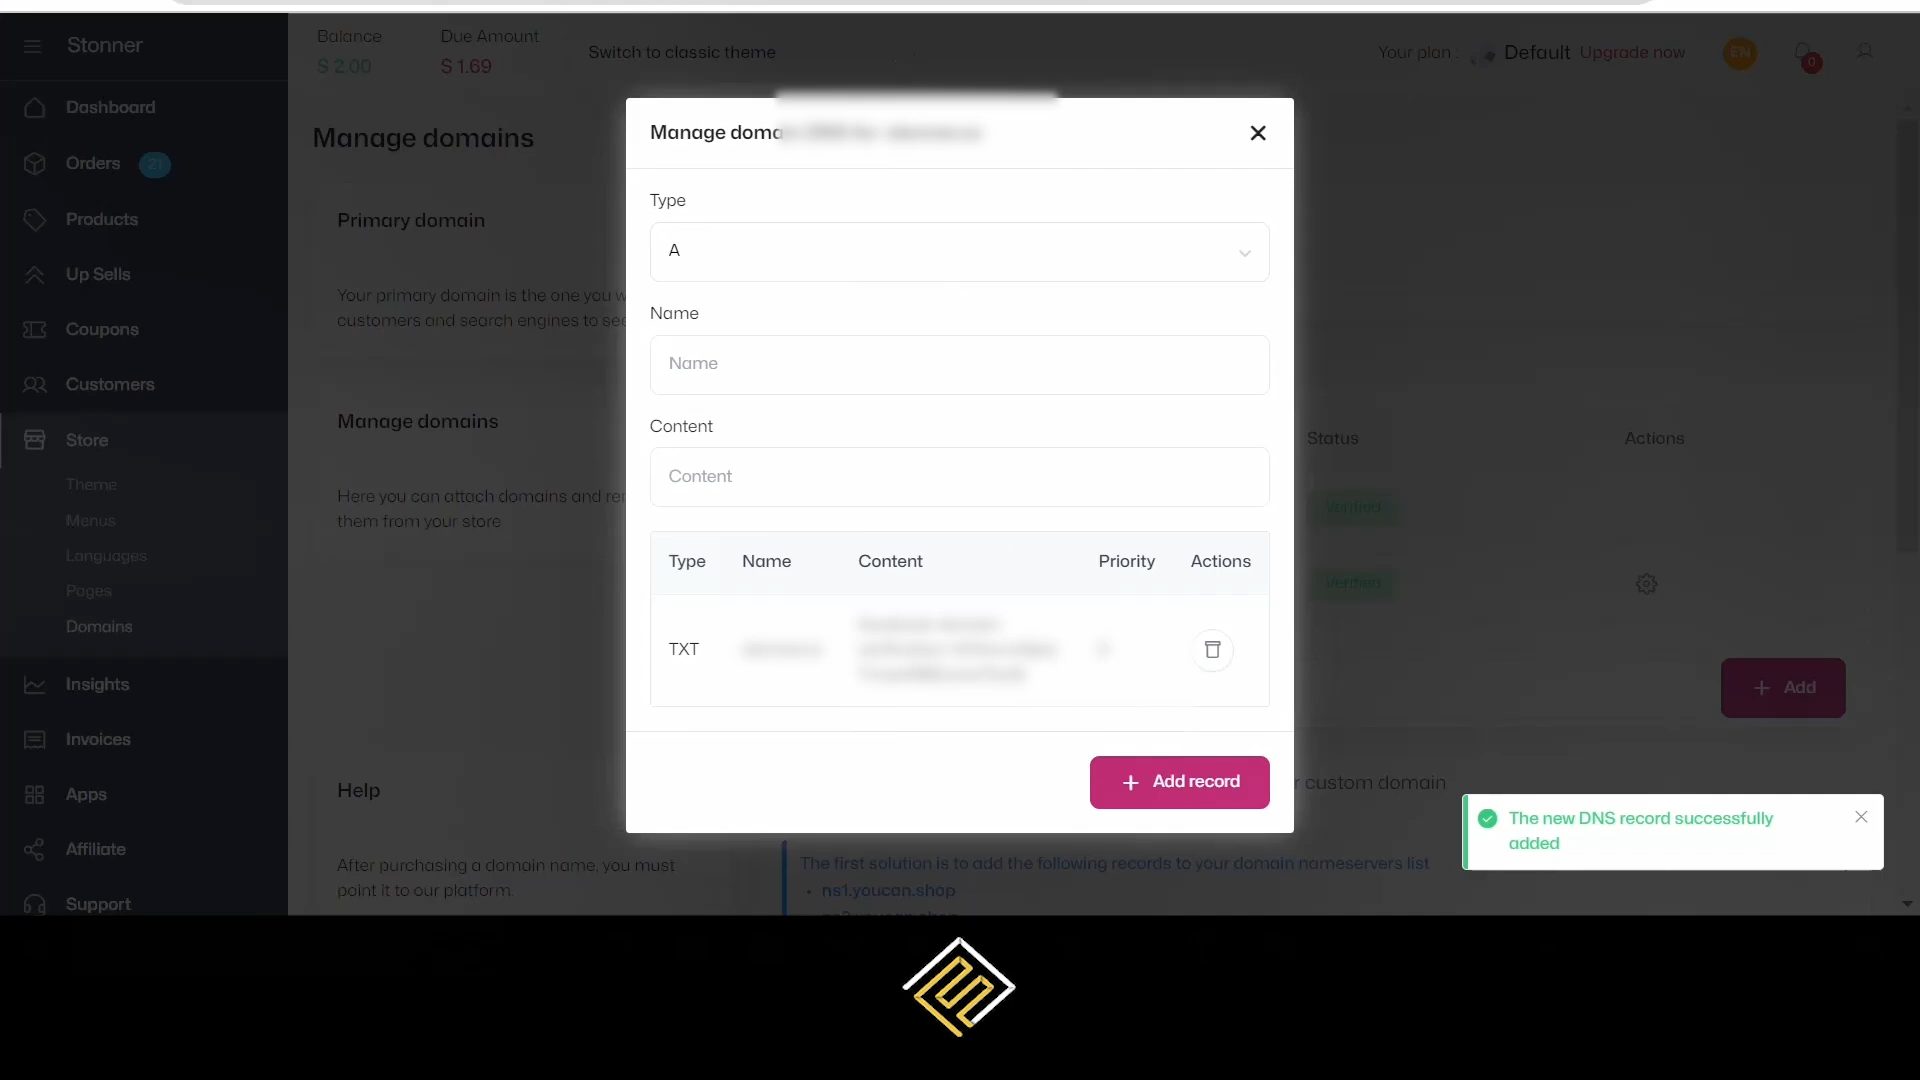 Stonner
Balance
$ 2.00
Due Amount
$ 1.69
Switch to classic theme
Your plan :
Default
Upgrade now
EN
0
Dashboard
Orders
21
Products
Up Sells
Coupons
Customers
Store
Theme
Menus
Languages
Pages
Domains
Insights
Invoices
Apps
Affiliate
Support
Manage domains
Primary domain
Your primary domain is the one you
customers and search engines to
Manage domains
Here you can attach domains and
them from your store
Help
After purchasing a domain name, you must
point it to our platform.
Manage
Type
A
Name
Name
Content
Content
Type Name Content Priority Actions
TXT
Add record
Status
Actions
Verified
Verified
Add
custom domain
The first solution is to add the following records to your domain nameservers list
• ns1.youcan.shop
The new DNS record successfully
added